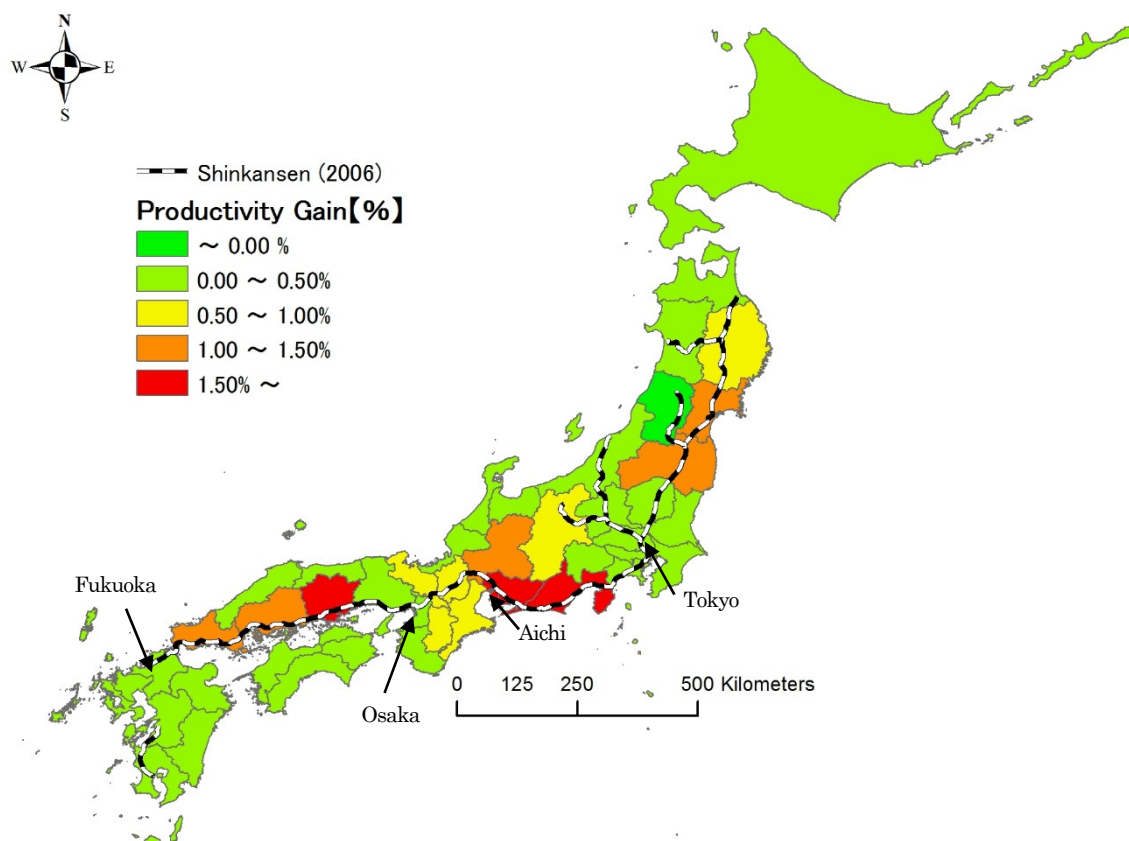 N
W E
S
Shinkansen (2006)
Productivity Gain【%】
～ 0.00 %
0.00 ～ 0.50%
0.50 ～ 1.00%
1.00 ～ 1.50%
1.50% ～
Fukuoka
Tokyo
Aichi
Osaka
0 125 250 500 Kilometers